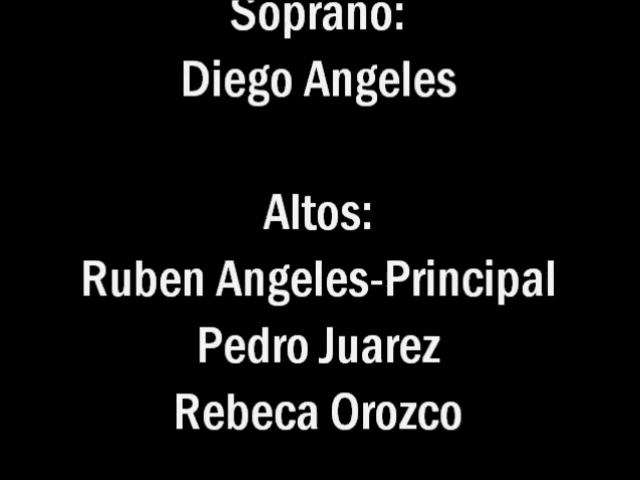 Soprano:
Diego Angeles
Altos:
Ruben Angeles-Principal
Pedro Juarez
Rebeca Orozco